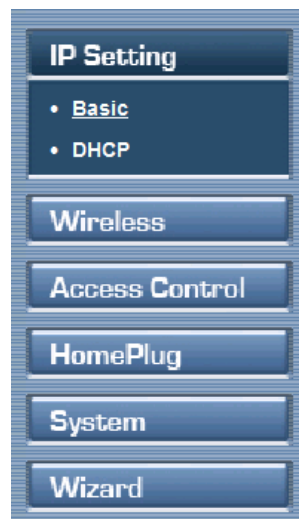 IP Setting
• Basic
• DHCP
Wireless
Access Control
HomePlug
System
Wizard